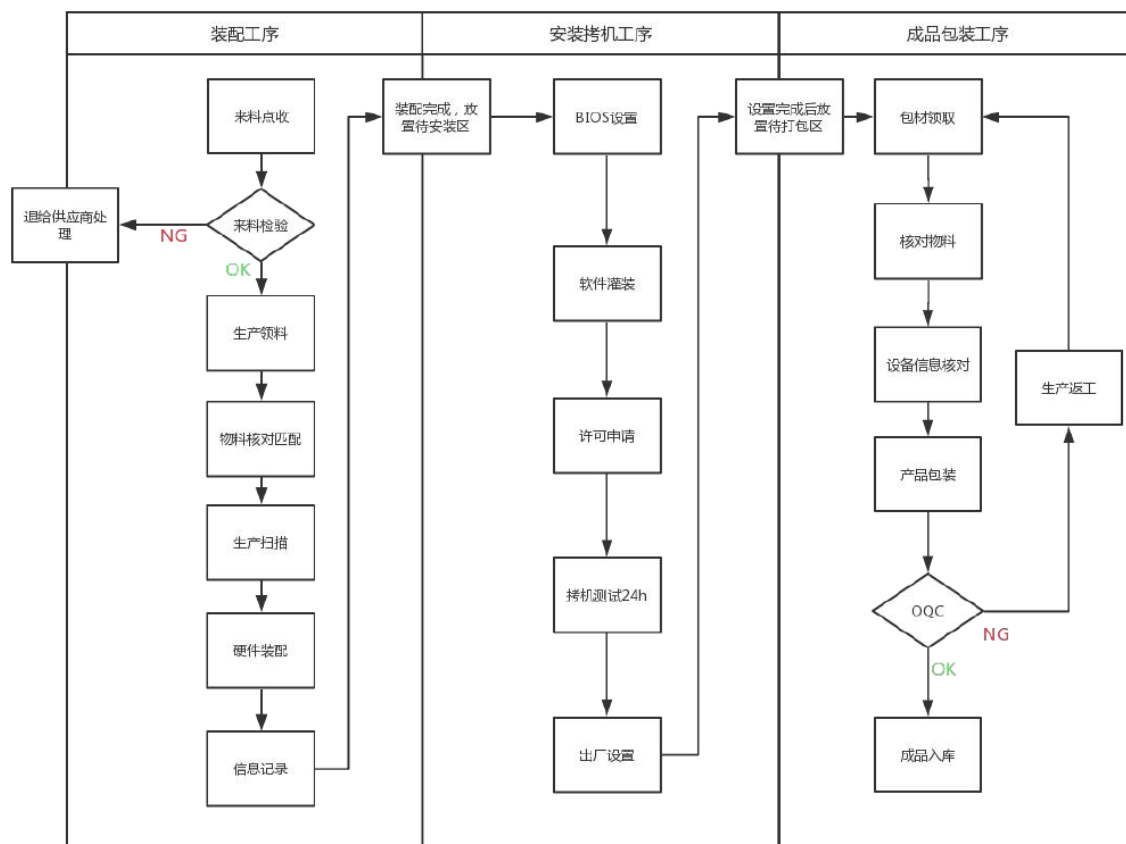 装配工序
安装拷机工序
成品包装工序
来料点收
装配完成，放
置待安装区
BIOS设置
设置完成后放
置待打包区
包材领取
退给供应商处
理
NG
来料检验
OK
生产领料
物料核对匹配
生产扫描
硬件装配
信息记录
软件灌装
许可申请
拷机测试24h
出厂设置
核对物料
设备信息核对
生产返工
产品包装
OQC
NG
OK
成品入库